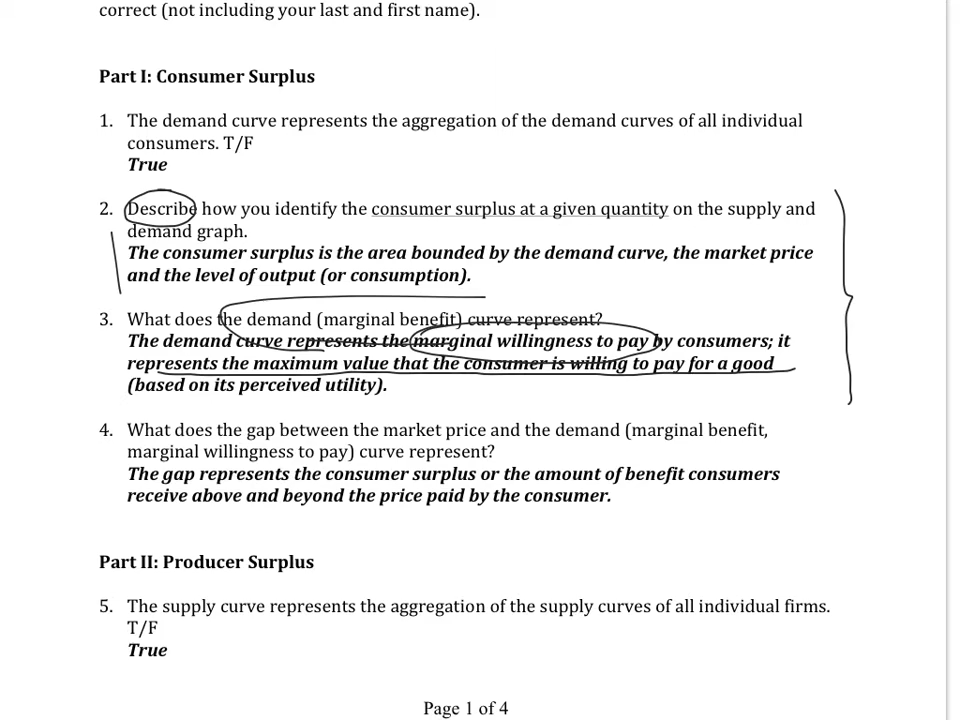 correct (not including your last and first name).
Part I: Consumer Surplus
1. The demand curve represents the aggregation of the demand curves of all individual
consumers. T/F
True
2. Describe how you identify the consumer surplus at a given quantity on the supply and
demand graph.
The consumer surplus is the area bounded by the demand curve, the market price
and the level of output (or consumption).
3. What does the demand (marginal benefit) curve represent?
The demand curve represents the marginal willingness to pay by consumers; it
represents the maximum value that the consumer is willing to pay for a good
(based on its perceived utility).
4. What does the gap between the market price and the demand (marginal benefit,
marginal willingness to pay) curve represent?
The gap represents the consumer surplus or the amount of benefit consumers
receive above and beyond the price paid by the consumer.
Part II: Producer Surplus
5. The supply curve represents the aggregation of the supply curves of all individual firms.
T/F
True
Page 1 of 4